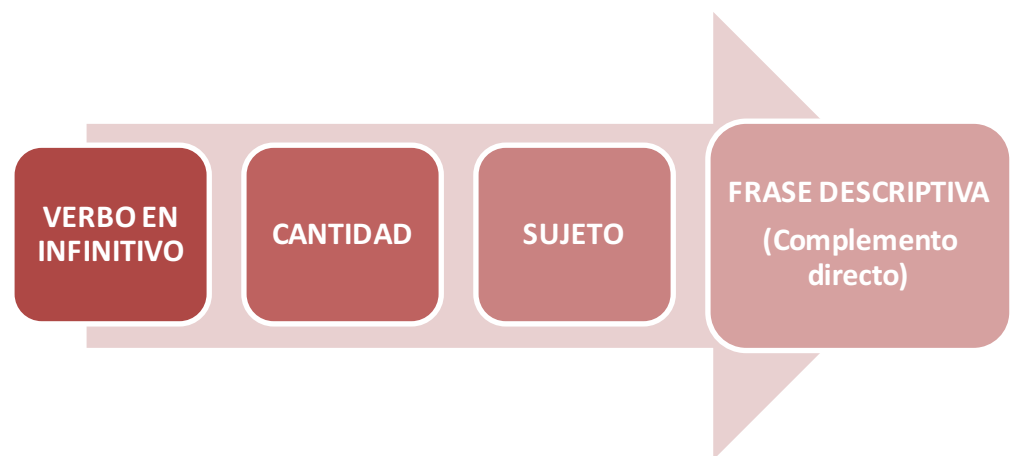 VERBO EN
INFINITIVO
CANTIDAD
SUJETO
FRASE DESCRIPTIVA
(Complemento
directo)